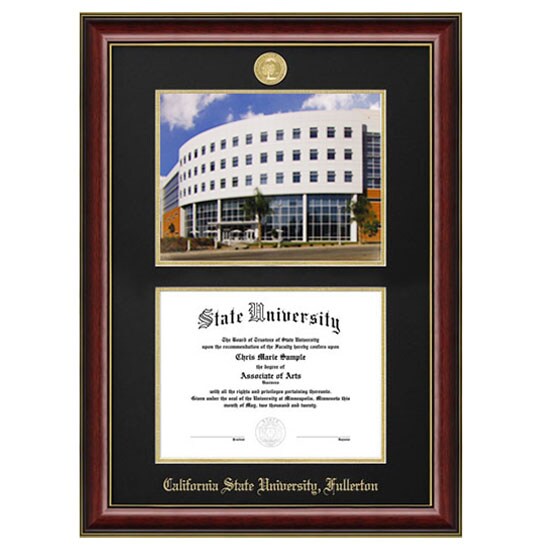 State University
The Board of Trustees of State University
upon the recommendation of the Faculty hereby confers upon
Chris Marie Sample
the degree of
Associate of Arts
Business
with all the rights and privileges pertaining thereunto.
Given under the seal of the University at Minneapolis, Minnesota this
month of May, two thousand and twenty.
President
California State University, Fullerton